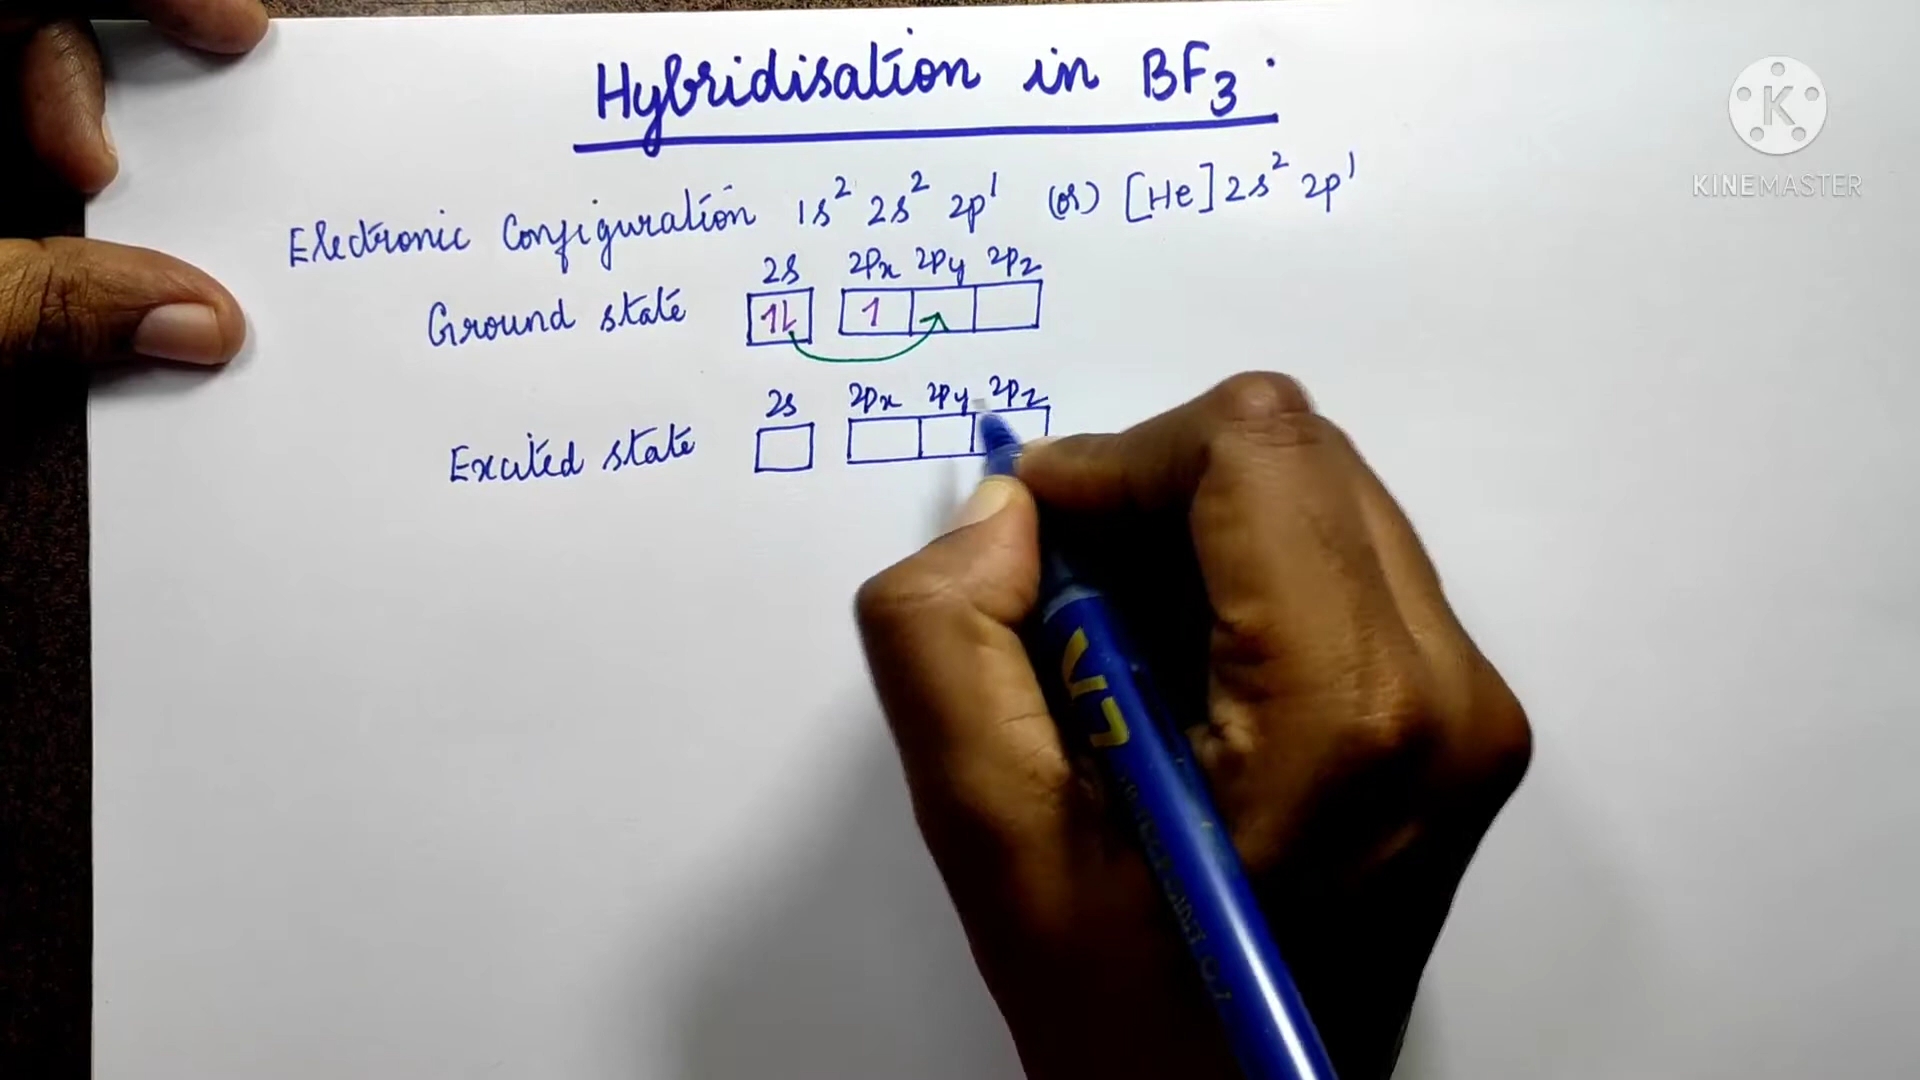 Hybridisation in BF₃.
K
KINEMASTER
Electronic Configuration 1s² 2s² 2p¹ (or) [He] 2s² 2p¹
2s 2Px 2Py 2Pz
Ground state 1⇂ 1
2s 2Px 2Py 2Pz
Excited state